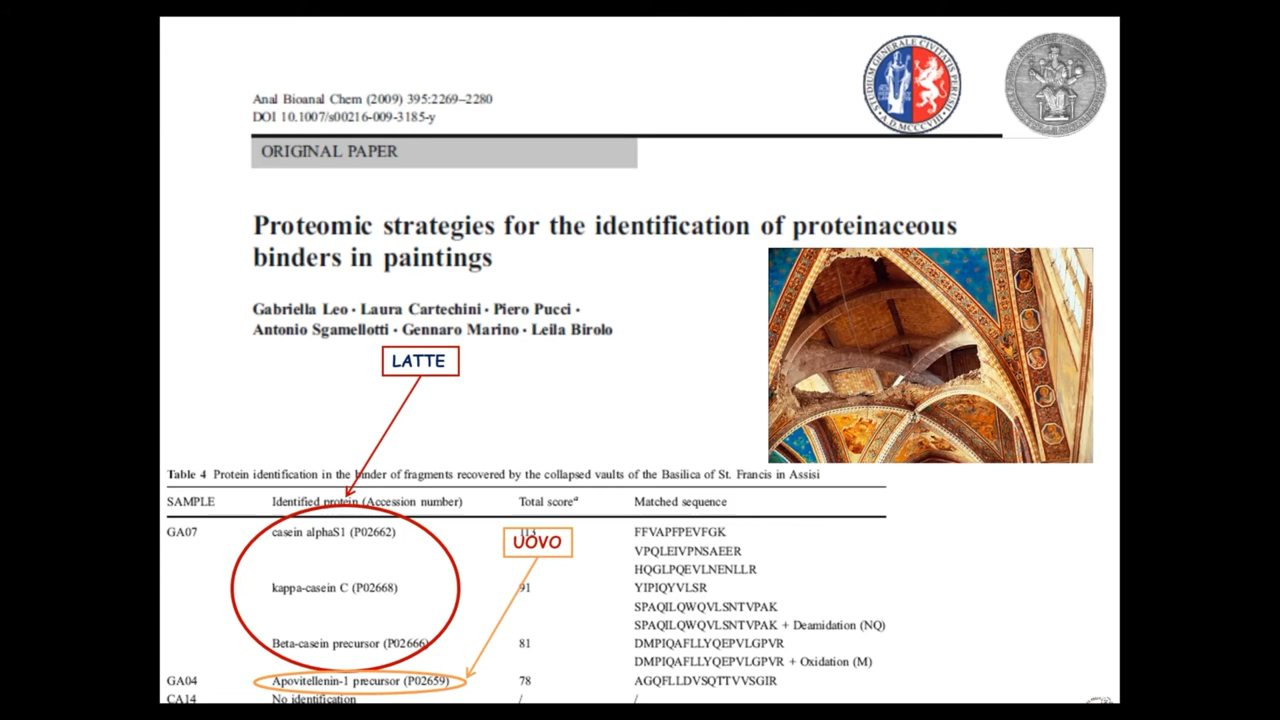 Anal Bioanal Chem (2009) 395:2269–2280
DOI 10.1007/s00216-009-3185-y
ORIGINAL PAPER
Proteomic strategies for the identification of proteinaceous
binders in paintings
Gabriella Leo · Laura Cartechini · Piero Pucci ·
Antonio Sgamellotti · Gennaro Marino · Leila Birolo
LATTE
Table 4 Protein identification in the binder of fragments recovered by the collapsed vaults of the Basilica of St. Francis in Assisi
SAMPLE Identified protein (Accession number) Total scoreª Matched sequence
GA07 casein alphaS1 (P02662) FFVAPFPEVFGK
UOVO
VPQLEIVPNSAEER
HQGLPQEVLNENLLR
kappa-casein C (P02668) 91 YIPIQYVLSR
SPAQILQWQVLSNTVPAK
SPAQILQWQVLSNTVPAK + Deamidation (NQ)
Beta-casein precursor (P02666) 81 DMPIQAFLLYQEPVLGPVR
DMPIQAFLLYQEPVLGPVR + Oxidation (M)
GA04 Apovitellenin-1 precursor (P02659) 78 AGQFLLDVSQTTVVSGIR
CA14 No identification / /